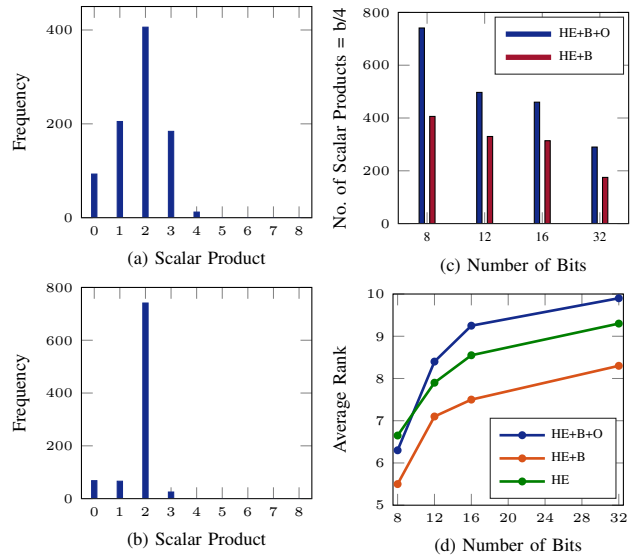 400
200
0
Frequency
0 1 2 3 4 5 6 7 8
(a) Scalar Product
800
600
400
200
0
Frequency
0 1 2 3 4 5 6 7 8
(b) Scalar Product
800
600
400
200
0
No. of Scalar Products = b/4
HE+B+O
HE+B
8 12 16 32
(c) Number of Bits
10
9
8
7
6
5
Average Rank
HE+B+O
HE+B
HE
8 12 16 20 24 28 32
(d) Number of Bits